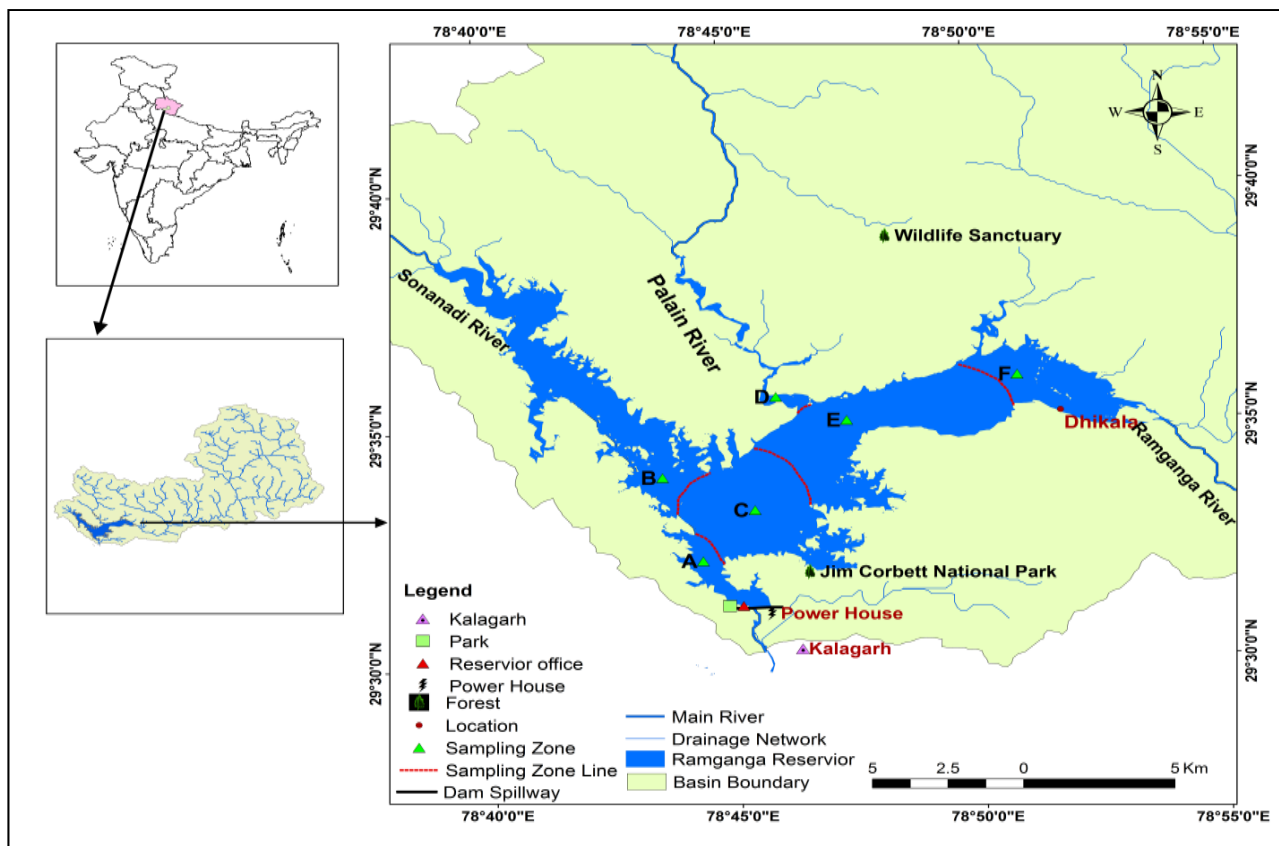 78°40'0"E
78°45'0"E
78°50'0"E
78°55'0"E
N
W E
S
29°40'0"N
29°40'0"N
Wildlife Sanctuary
Sonanadi River
Palain River
F
D
E
Dhikala
29°35'0"N
29°35'0"N
Ramganga River
B
C
A
Jim Corbett National Park
Power House
Kalagarh
29°30'0"N
29°30'0"N
Legend
Kalagarh
Park
Reservior office
Power House
Forest
Location
Sampling Zone
Sampling Zone Line
Dam Spillway
Main River
Drainage Network
Ramganga Reservior
Basin Boundary
5 2.5 0 5 Km
78°40'0"E
78°45'0"E
78°50'0"E
78°55'0"E